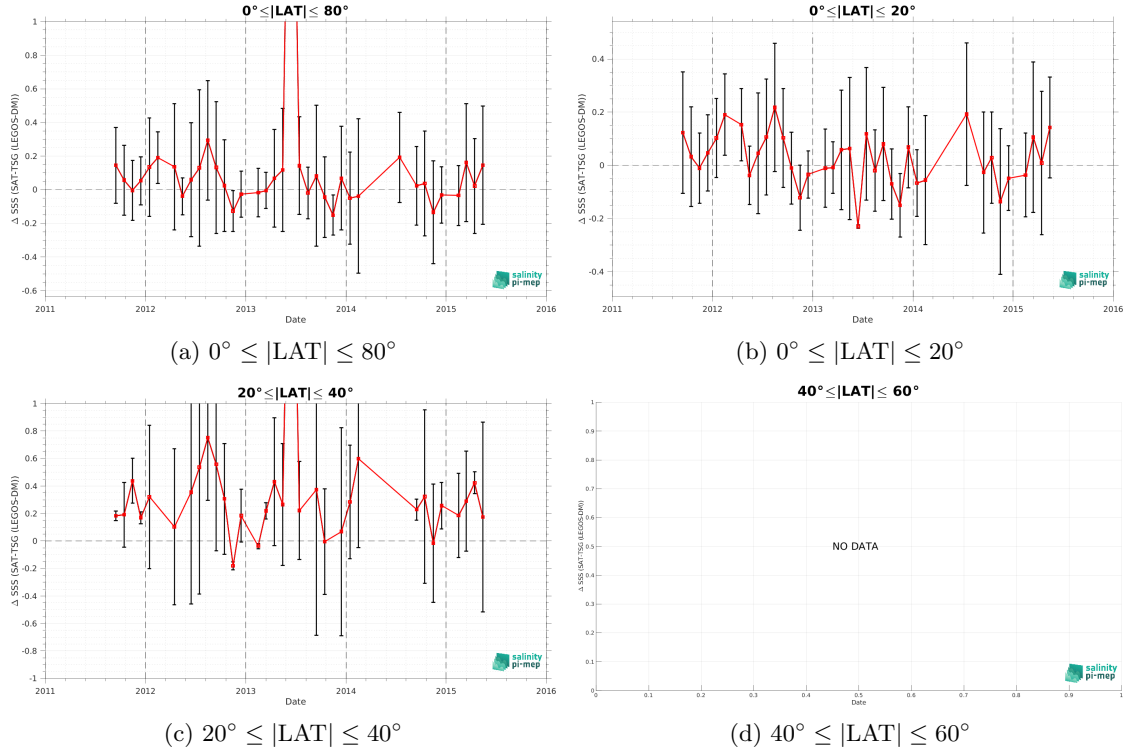 0°≤|LAT|≤ 80°
Δ SSS (SAT-TSG (LEGOS-DM))
1
0.8
0.6
0.4
0.2
0
-0.2
-0.4
-0.6
2011
2012
2013
2014
2015
2016
Date
salinity
pi-mep
(a) 0° ≤ |LAT| ≤ 80°
0°≤|LAT|≤ 20°
Δ SSS (SAT-TSG (LEGOS-DM))
0.4
0.2
0
-0.2
-0.4
2011
2012
2013
2014
2015
2016
Date
salinity
pi-mep
(b) 0° ≤ |LAT| ≤ 20°
20°≤|LAT|≤ 40°
Δ SSS (SAT-TSG (LEGOS-DM))
1
0.8
0.6
0.4
0.2
0
-0.2
-0.4
-0.6
-0.8
-1
2011
2012
2013
2014
2015
2016
Date
salinity
pi-mep
(c) 20° ≤ |LAT| ≤ 40°
40°≤|LAT|≤ 60°
Δ SSS (SAT-TSG (LEGOS-DM))
1
0.9
0.8
0.7
0.6
0.5
0.4
0.3
0.2
0.1
0
NO DATA
0
0.1
0.2
0.3
0.4
0.5
0.6
0.7
0.8
0.9
1
Date
salinity
pi-mep
(d) 40° ≤ |LAT| ≤ 60°